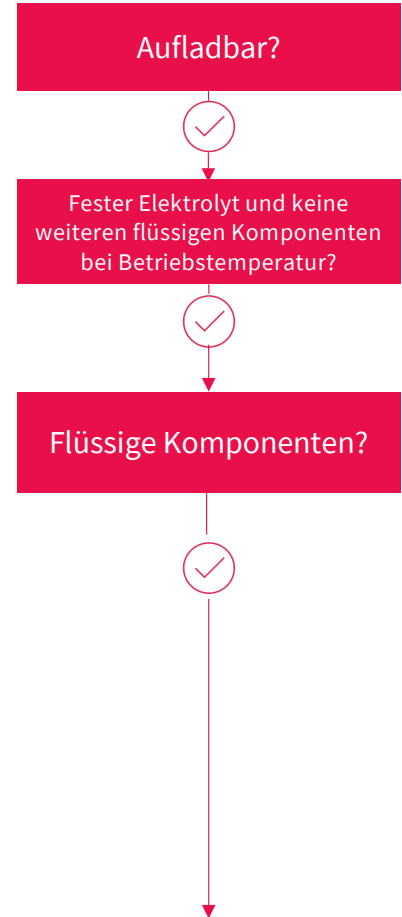 Aufladbar?
Fester Elektrolyt und keine
weiteren flüssigen Komponenten
bei Betriebstemperatur?
Flüssige Komponenten?